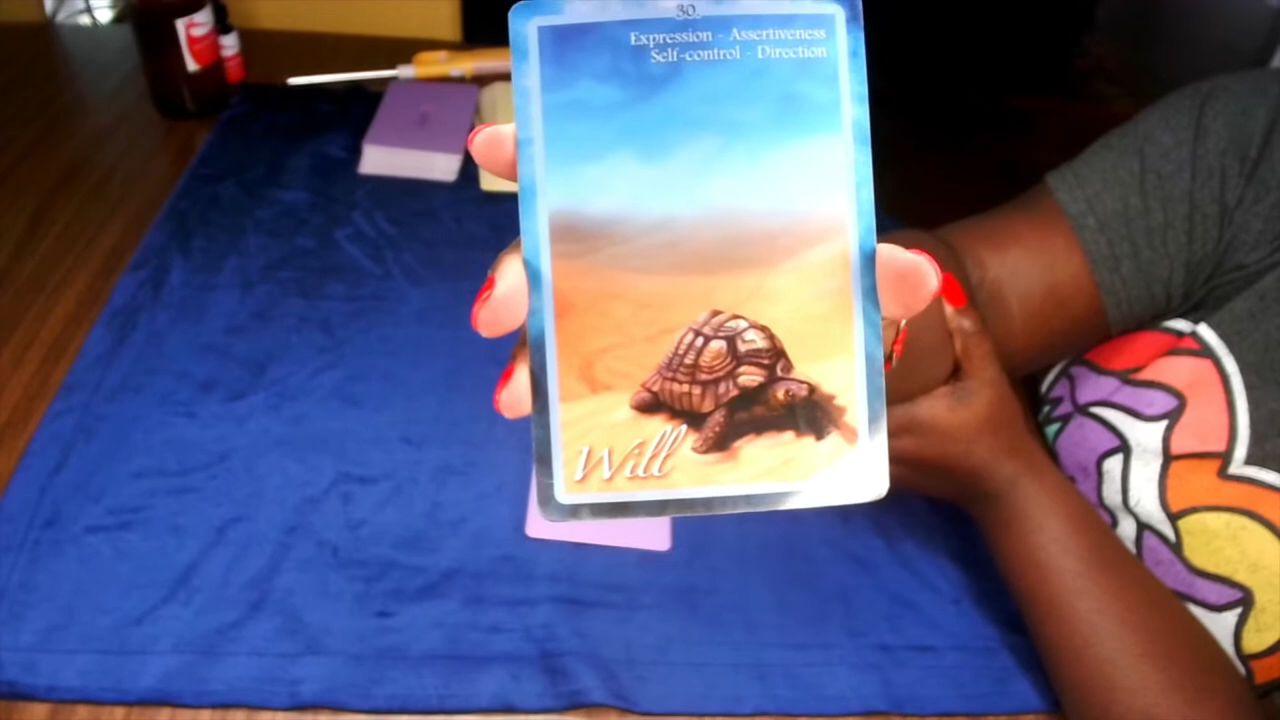 30.
Expression - Assertiveness
Self-control - Direction
Will